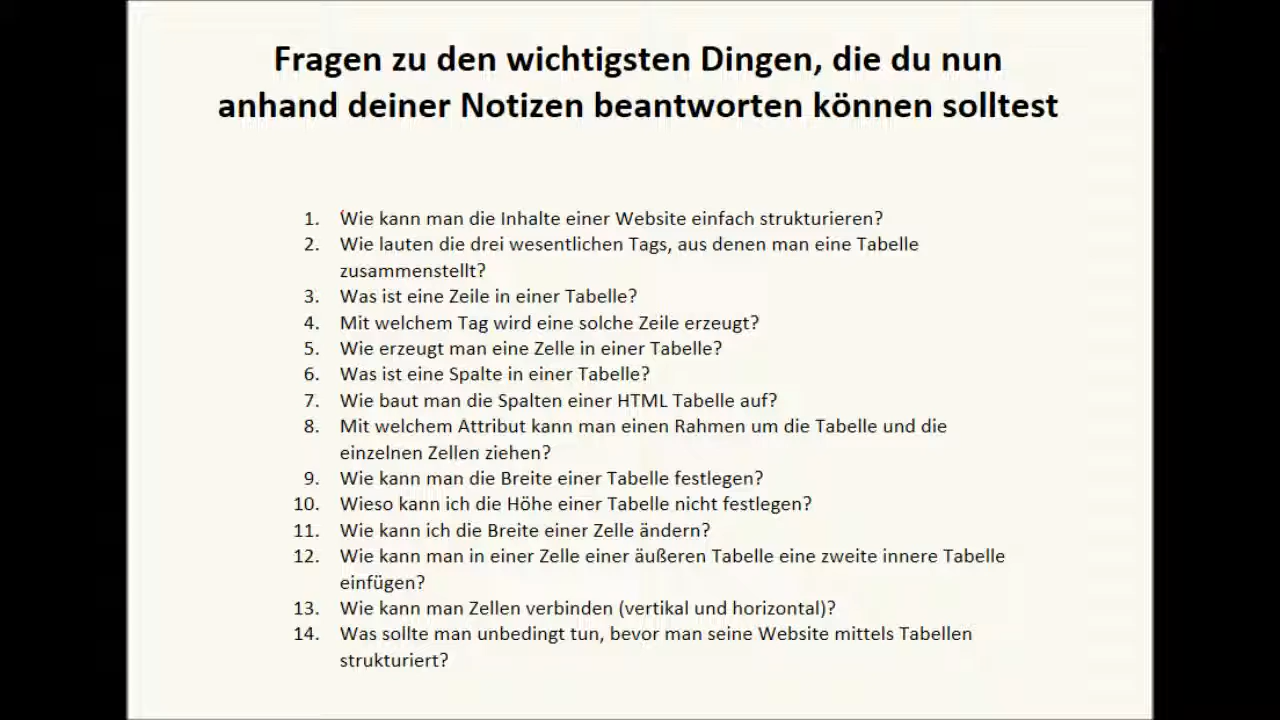 Fragen zu den wichtigsten Dingen, die du nun
anhand deiner Notizen beantworten können solltest
1. Wie kann man die Inhalte einer Website einfach strukturieren?
2. Wie lauten die drei wesentlichen Tags, aus denen man eine Tabelle
zusammenstellt?
3. Was ist eine Zeile in einer Tabelle?
4. Mit welchem Tag wird eine solche Zeile erzeugt?
5. Wie erzeugt man eine Zelle in einer Tabelle?
6. Was ist eine Spalte in einer Tabelle?
7. Wie baut man die Spalten einer HTML Tabelle auf?
8. Mit welchem Attribut kann man einen Rahmen um die Tabelle und die
einzelnen Zellen ziehen?
9. Wie kann man die Breite einer Tabelle festlegen?
10. Wieso kann ich die Höhe einer Tabelle nicht festlegen?
11. Wie kann ich die Breite einer Zelle ändern?
12. Wie kann man in einer Zelle einer äußeren Tabelle eine zweite innere Tabelle
einfügen?
13. Wie kann man Zellen verbinden (vertikal und horizontal)?
14. Was sollte man unbedingt tun, bevor man seine Website mittels Tabellen
strukturiert?